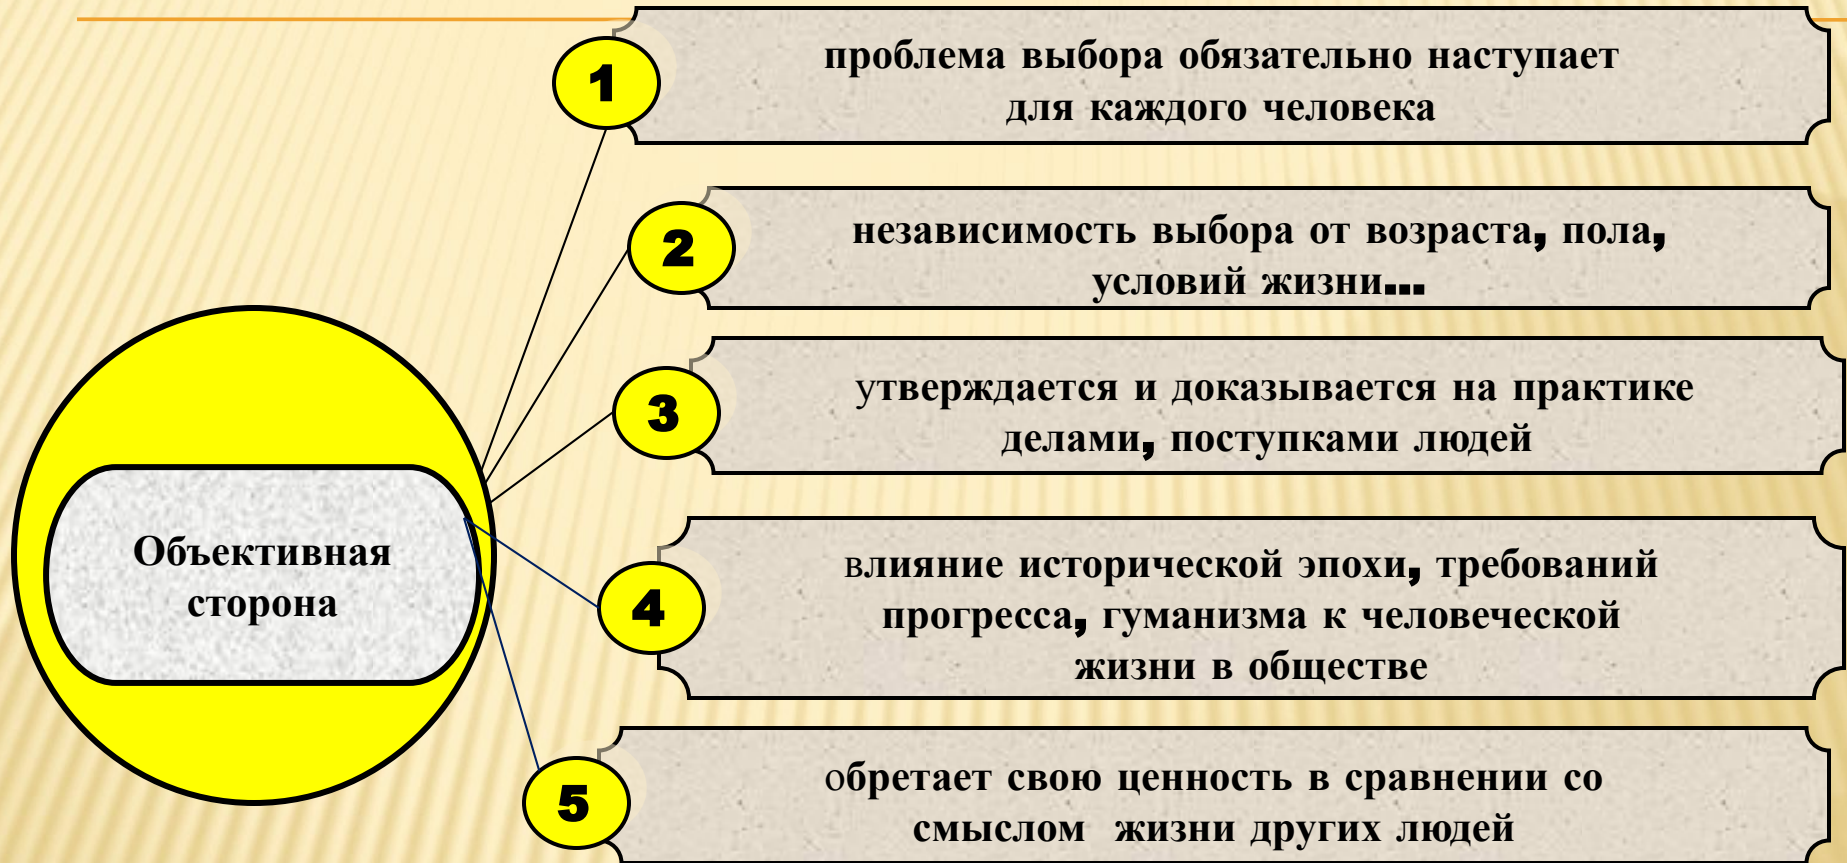 1
проблема выбора обязательно наступает
для каждого человека
2
независимость выбора от возраста, пола,
условий жизни...
3
утверждается и доказывается на практике
делами, поступками людей
Объективная
сторона
4
влияние исторической эпохи, требований
прогресса, гуманизма к человеческой
жизни в обществе
5
обретает свою ценность в сравнении со
смыслом жизни других людей